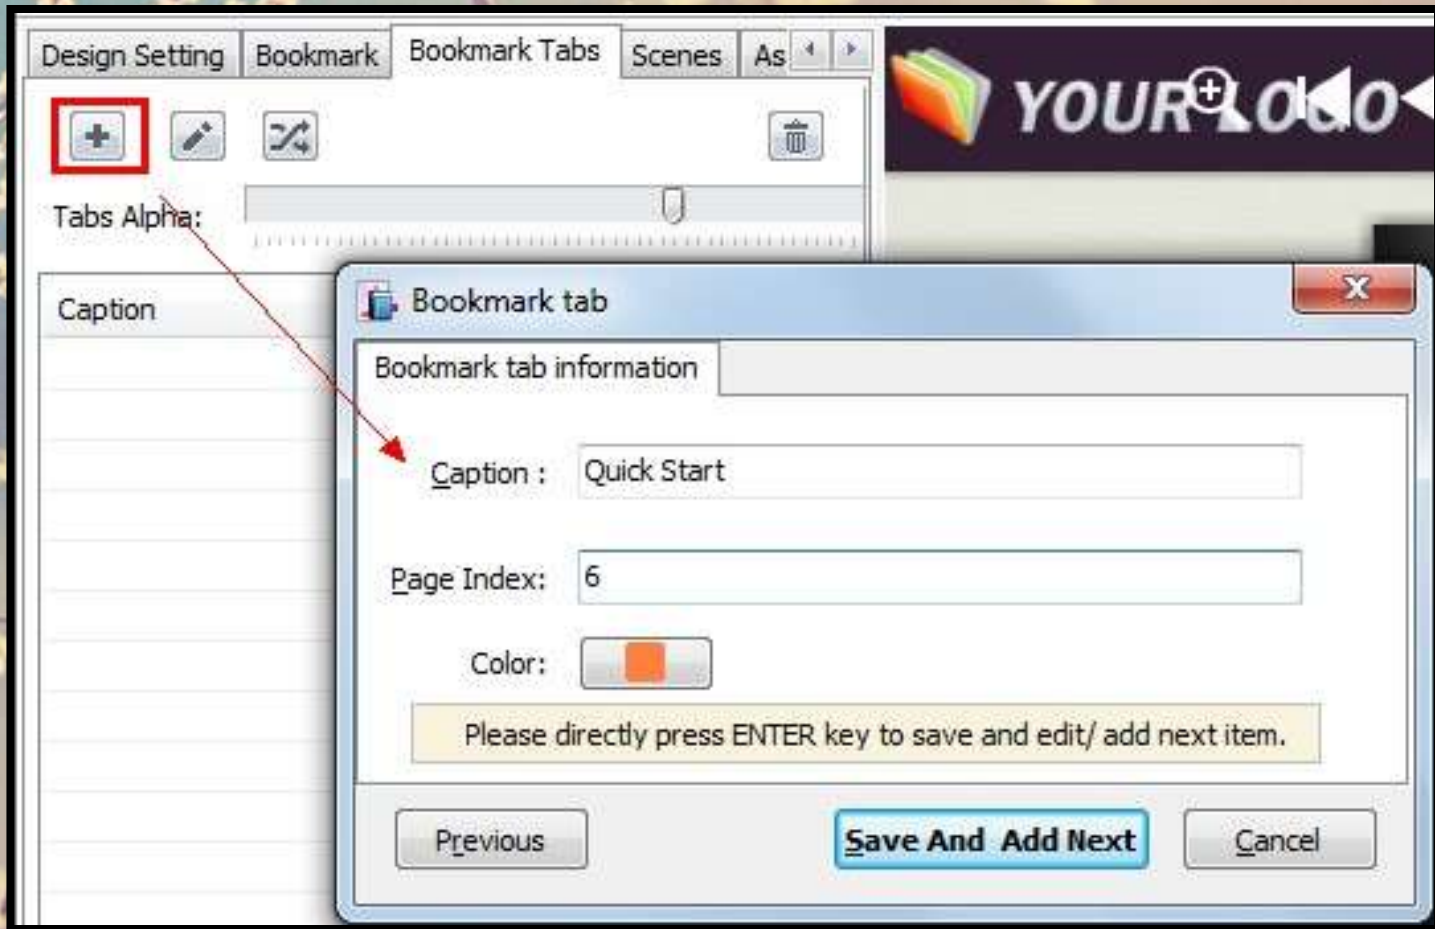 Design Setting Bookmark Bookmark Tabs Scenes As
YOUR LOGO
Tabs Alpha:
Caption
Bookmark tab
Bookmark tab information
Caption : Quick Start
Page Index: 6
Color:
Please directly press ENTER key to save and edit/ add next item.
Previous Save And Add Next Cancel